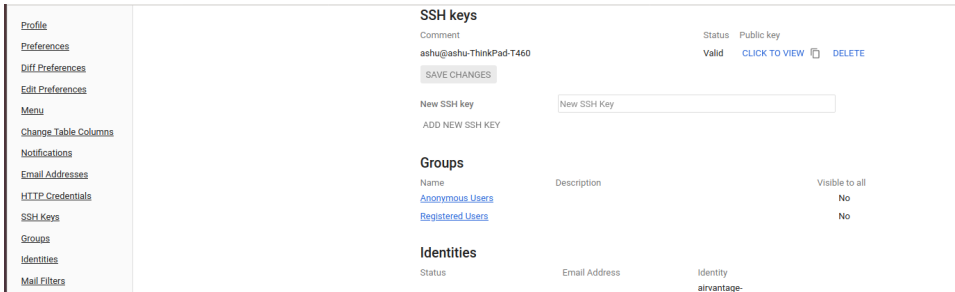 Profile
Preferences
Diff Preferences
Edit Preferences
Menu
Change Table Columns
Notifications
Email Addresses
HTTP Credentials
SSH Keys
Groups
Identities
Mail Filters
SSH keys
Comment Status Public key
ashu@ashu-ThinkPad-T460 Valid CLICK TO VIEW DELETE
SAVE CHANGES
New SSH key New SSH Key
ADD NEW SSH KEY
Groups
Name Description Visible to all
Anonymous Users No
Registered Users No
Identities
Status Email Address Identity
airvantage-